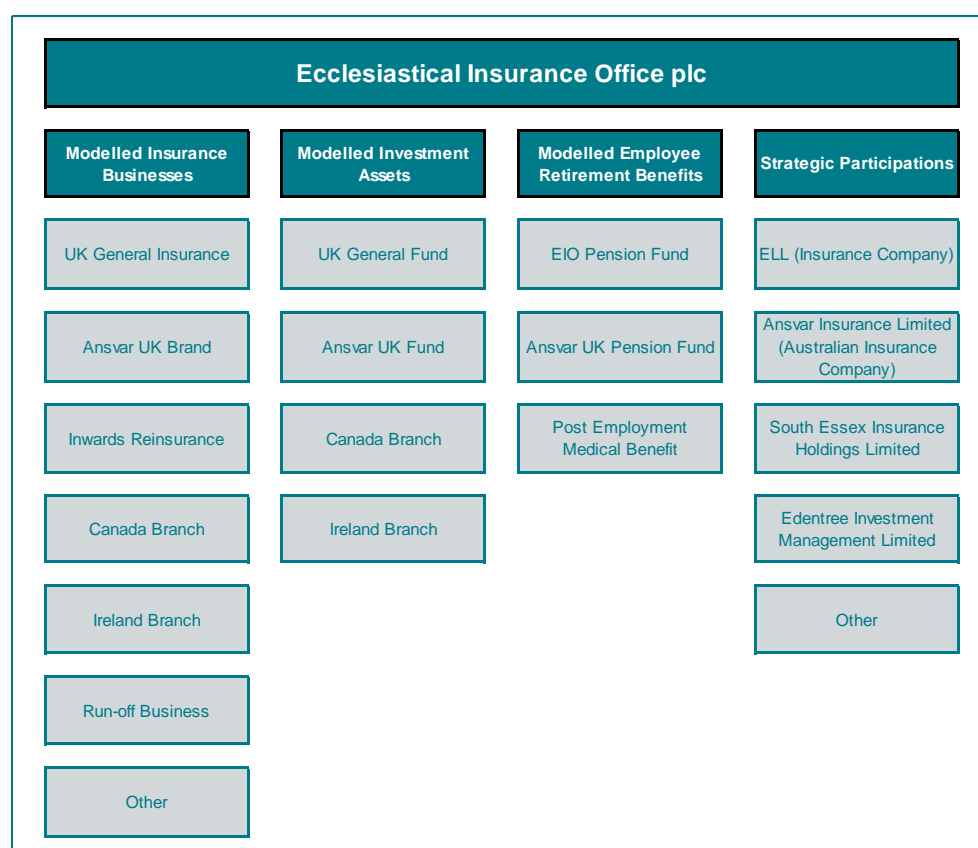 Ecclesiastical Insurance Office plc
Modelled Insurance
Businesses
Modelled Investment
Assets
Modelled Employee
Retirement Benefits
Strategic Participations
UK General Insurance
UK General Fund
EIO Pension Fund
ELL (Insurance Company)
Ansvar UK Brand
Ansvar UK Fund
Ansvar UK Pension Fund
Ansvar Insurance Limited
(Australian Insurance
Company)
Inwards Reinsurance
Canada Branch
Post Employment
Medical Benefit
South Essex Insurance
Holdings Limited
Canada Branch
Ireland Branch
Edentree Investment
Management Limited
Ireland Branch
Other
Run-off Business
Other